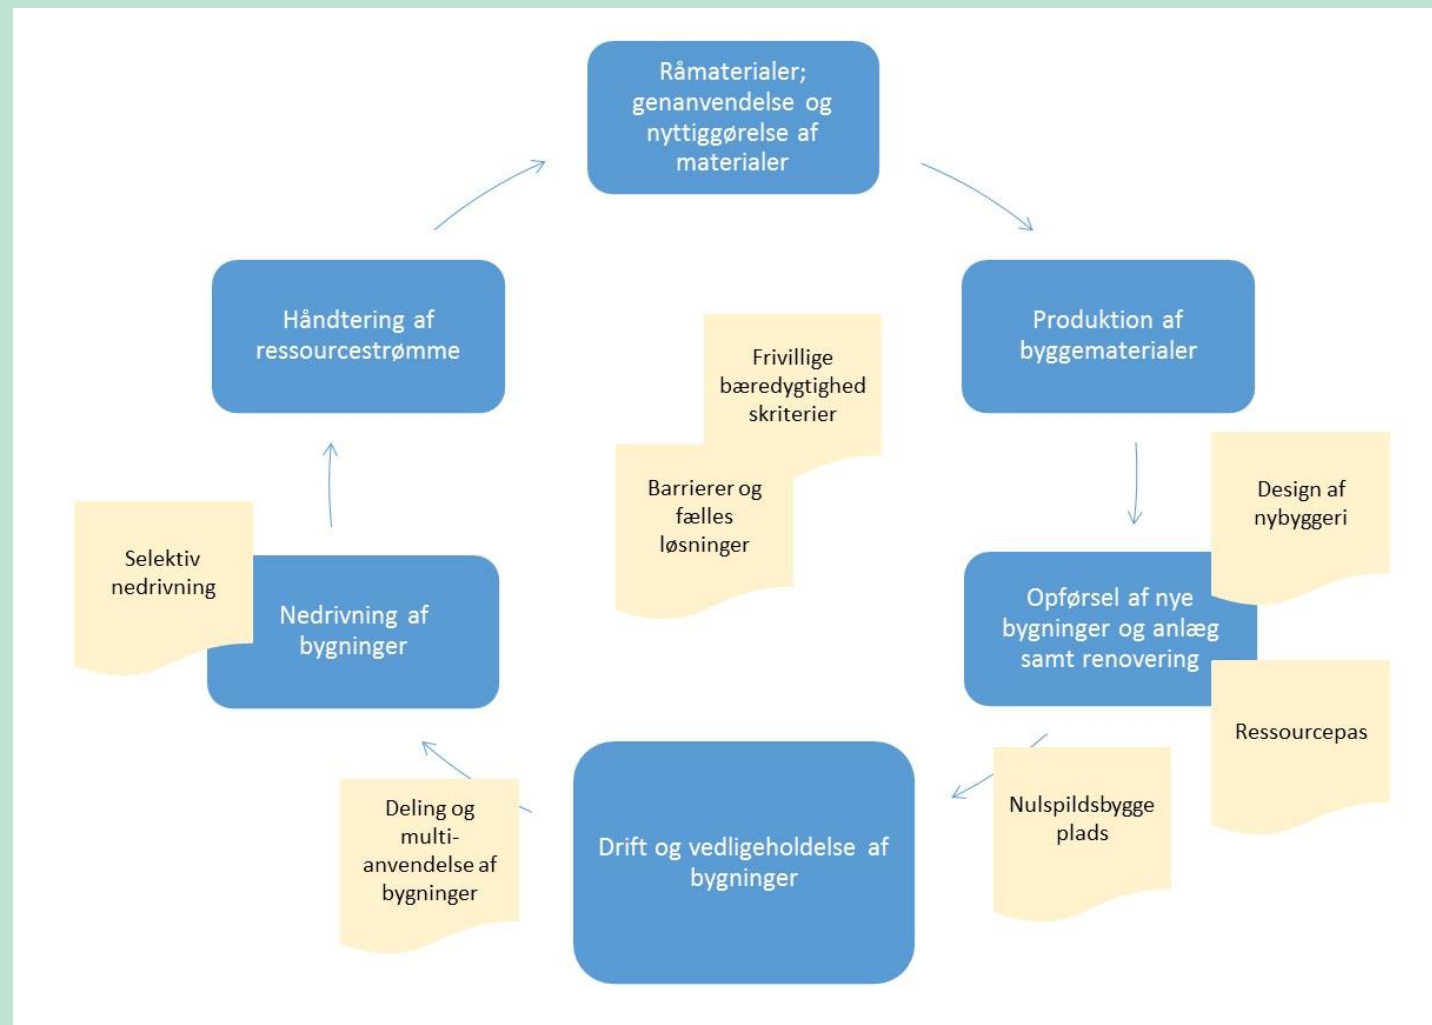 Råmaterialer;
genanvendelse og
nyttiggørelse af
materialer
Håndtering af
ressourcestrømme
Produktion af
byggematerialer
Frivillige
bæredygtighed
skriterier
Barrierer og
fælles
løsninger
Design af
nybyggeri
Selektiv
nedrivning
Nedrivning af
bygninger
Opførsel af nye
bygninger og anlæg
samt renovering
Ressourcepas
Deling og
multi-
anvendelse af
bygninger
Drift og vedligeholdelse af
bygninger
Nulspildsbygge
plads